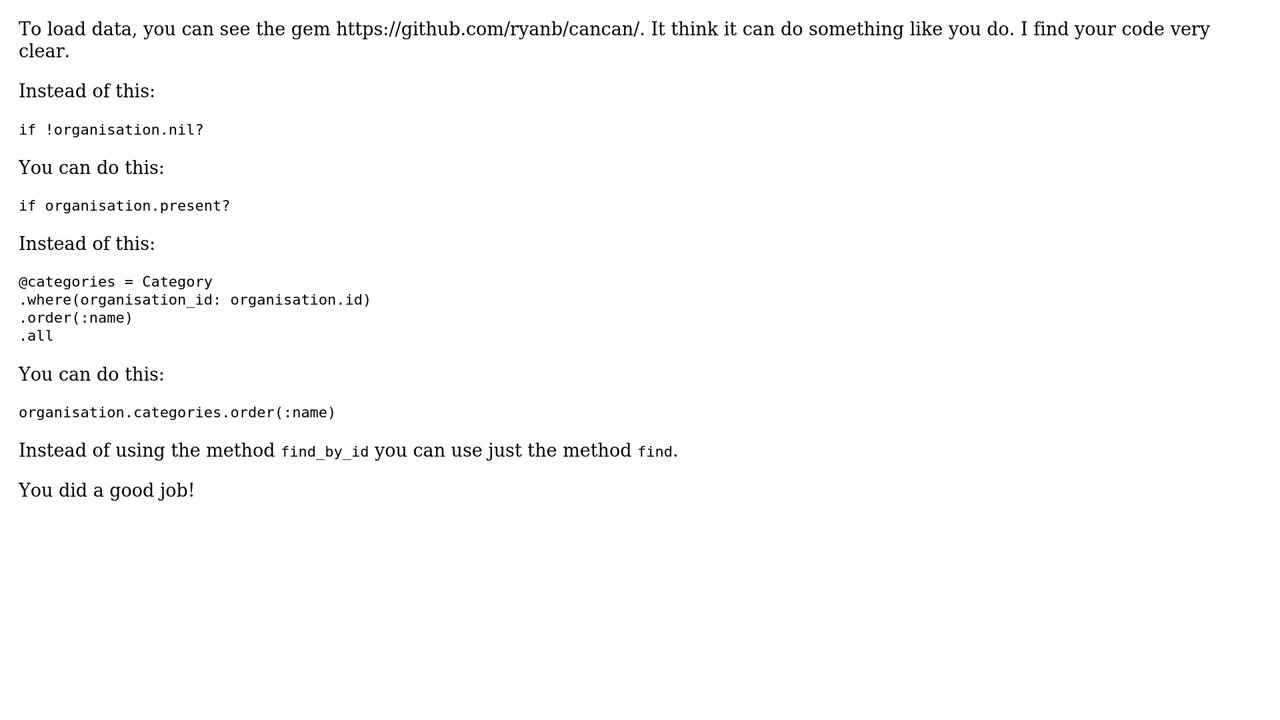 To load data, you can see the gem https://github.com/ryanb/cancan/. It think it can do something like you do. I find your code very
clear.
Instead of this:
if !organisation.nil?
You can do this:
if organisation.present?
Instead of this:
@categories = Category
.where(organisation_id: organisation.id)
.order(:name)
.all
You can do this:
organisation.categories.order(:name)
Instead of using the method find_by_id you can use just the method find.
You did a good job!